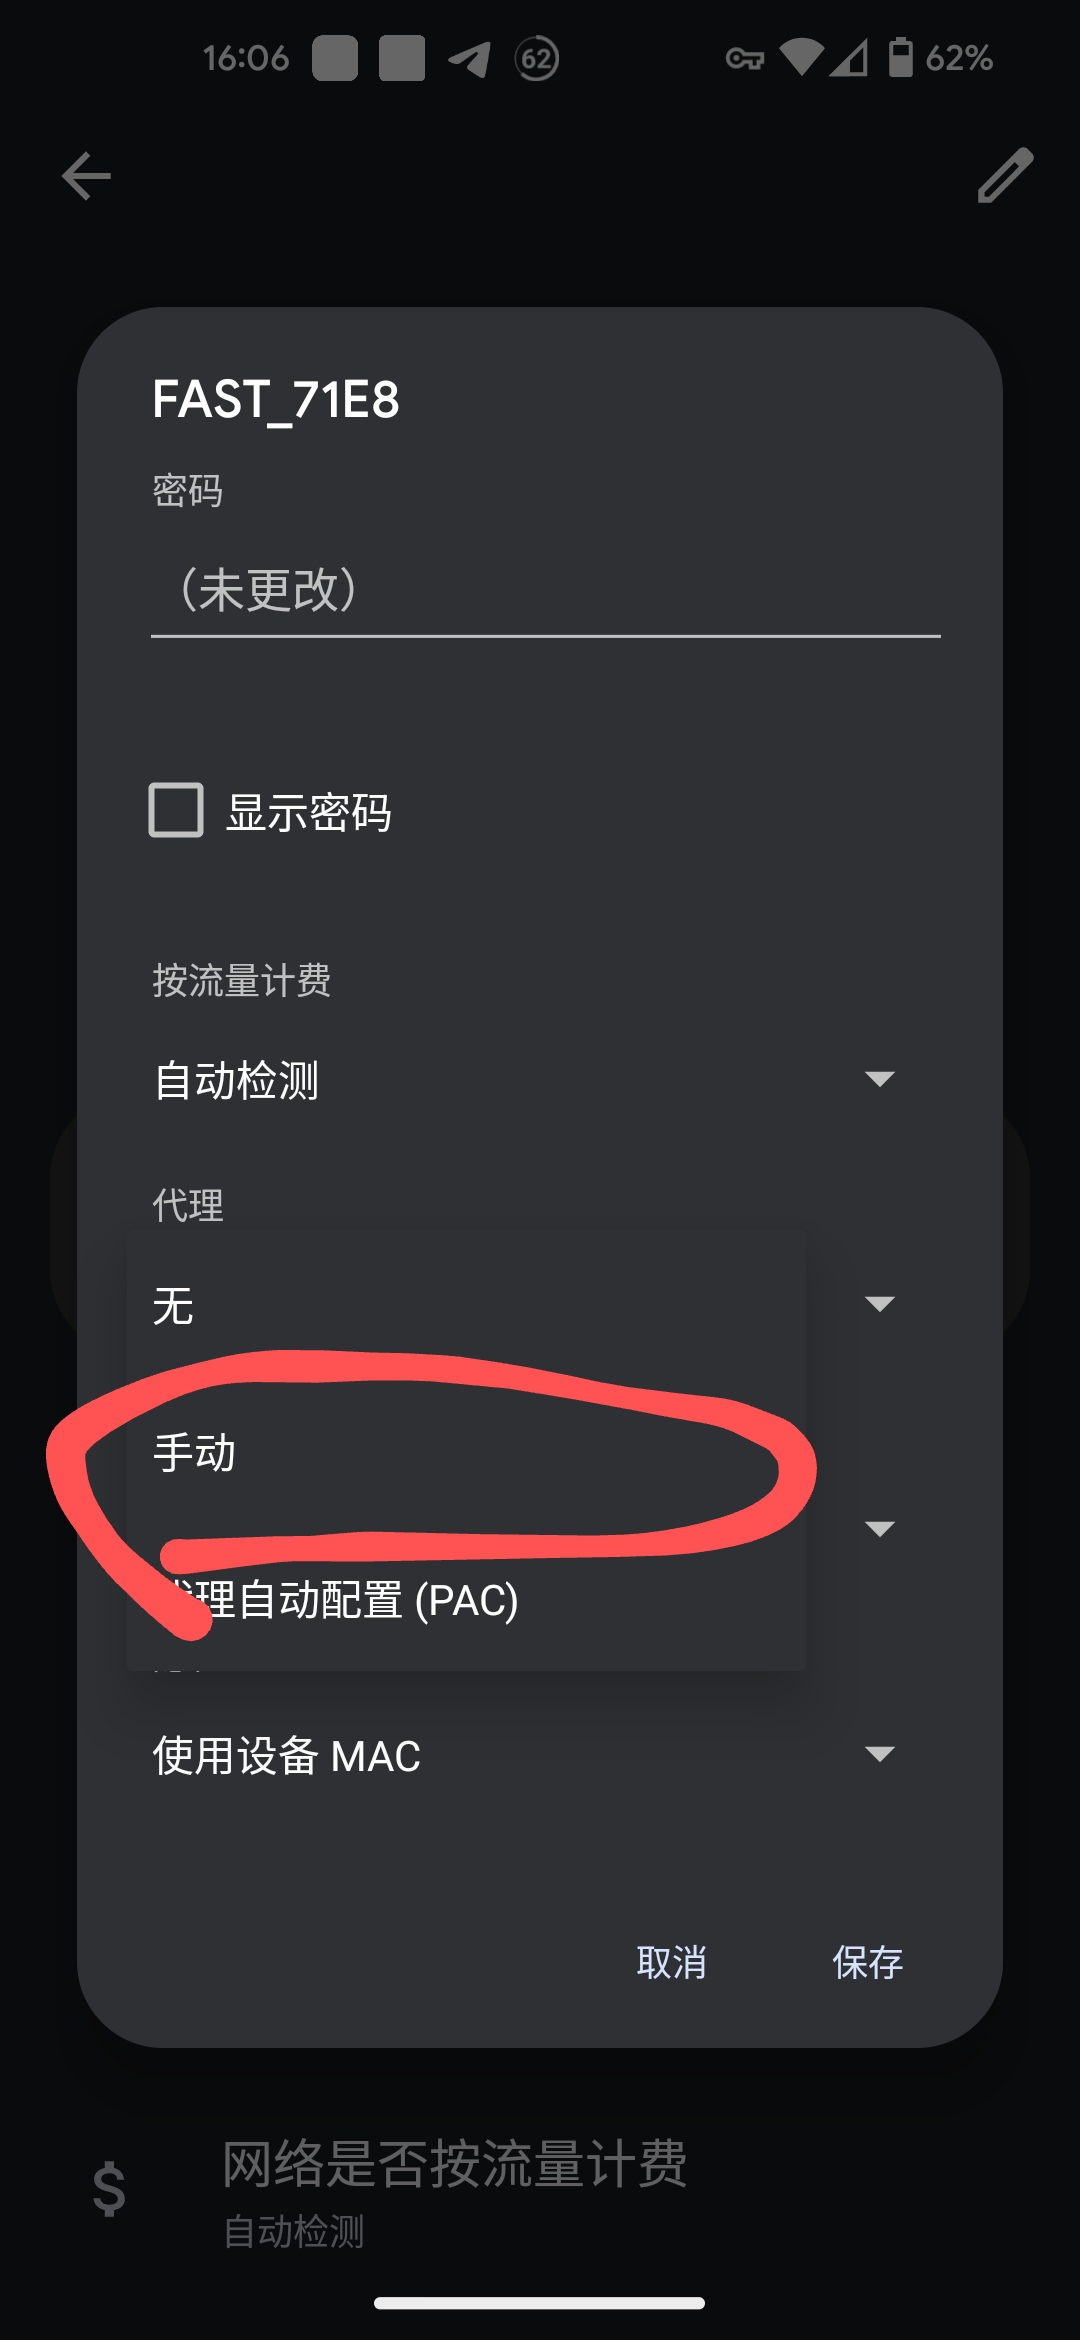 16:06
62
62%
FAST_71E8
密码
（未更改）
显示密码
按流量计费
自动检测
代理
无
手动
理自动配置 (PAC)
使用设备 MAC
取消
保存
网络是否按流量计费
自动检测